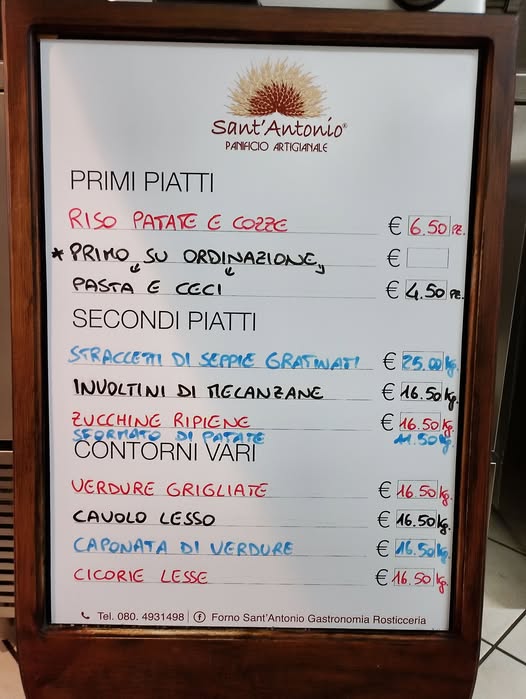 Sant'Antonio®
PANIFICIO ARTIGIANALE
PRIMI PIATTI
RISO PATATE E COZZE € 6.50 PZ.
* PRIMO SU ORDINAZIONE €
PASTA E CECI € 4.50 PZ.
SECONDI PIATTI
STRACCETTI DI SEPPIE GRATINATI € 25.00 kg.
INVOLTINI DI MELANZANE € 16.50 kg.
ZUCCHINE RIPIENE € 16.50 kg.
SFORMATO DI PATATE 11.50 kg.
CONTORNI VARI
VERDURE GRIGLIATE € 16.50 kg.
CAVOLO LESSO € 16.50 kg.
CAPONATA DI VERDURE € 16.50 kg.
CICORIE LESSE € 16.50 kg.
Tel. 080. 4931498 | Forno Sant'Antonio Gastronomia Rosticceria